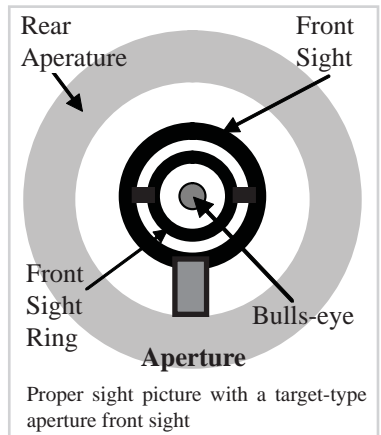 Rear
Aperature
Front
Sight
Front
Sight
Ring
Bulls-eye
Aperture
Proper sight picture with a target-type
aperture front sight